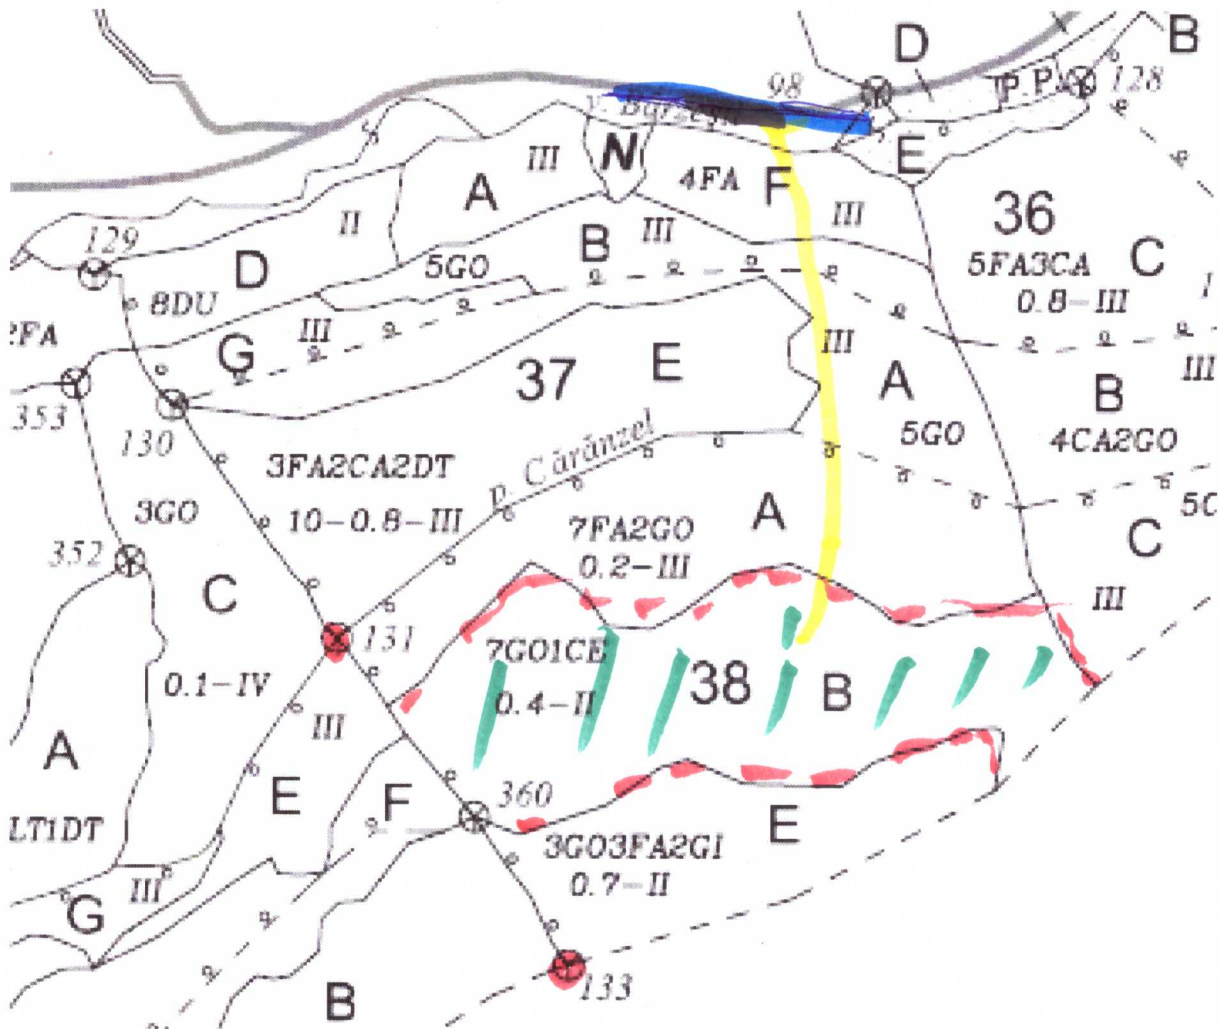 B
D
98
P.P.
128
N
III
4FA
F
E
A
36
129
II
III
III
B
C
D
5GO
5FA3CA
8DU
0.8-III
III
G
III
E
III
37
A
B
353
130
5GO
4CA2GO
p. Cărănzel
3FA2CA2DT
3GO
10-0.8-III
A
7FA2GO
352
0.2-III
C
C
III
131
7GO1CE
38
B
0.1-IV
0.4-II
III
A
E
F
360
E
LT1DT
3GO3FA2GI
III
0.7-II
G
B
133